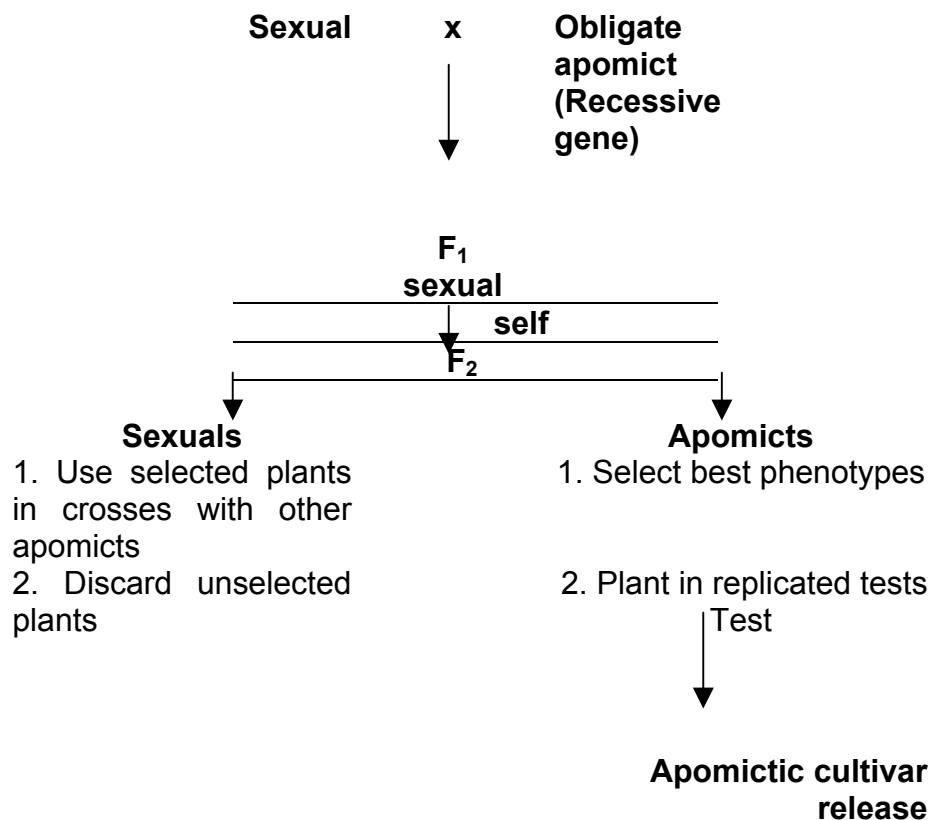 Sexual x Obligate
apomict
(Recessive
gene)
F₁
sexual
self
F₂
Sexuals
1. Use selected plants
in crosses with other
apomicts
2. Discard unselected
plants
Apomicts
1. Select best phenotypes
2. Plant in replicated tests
Test
Apomictic cultivar
release